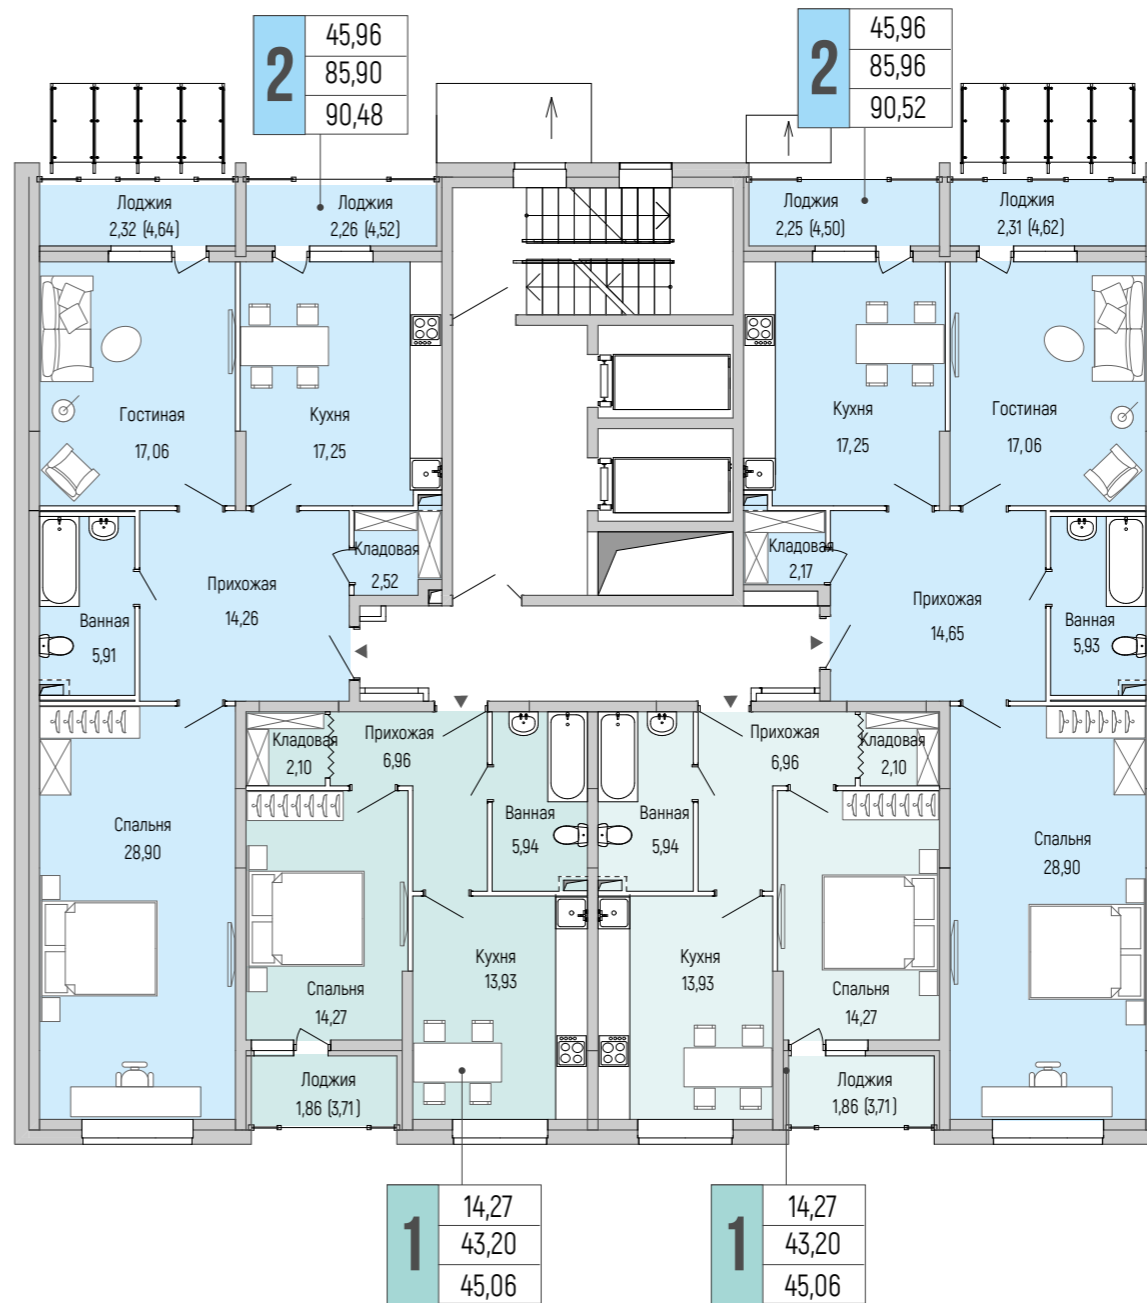 2
45,96
85,90
90,48
2
45,96
85,96
90,52
Лоджия
2,32 (4,64)
Лоджия
2,26 (4,52)
Лоджия
2,25 (4,50)
Лоджия
2,31 (4,62)
Гостиная
17,06
Кухня
17,25
Кухня
17,25
Гостиная
17,06
Кладовая
2,52
Кладовая
2,17
Прихожая
14,26
Прихожая
14,65
Ванная
5,91
Ванная
5,93
Кладовая
2,10
Прихожая
6,96
Прихожая
6,96
Кладовая
2,10
Спальня
28,90
Ванная
5,94
Ванная
5,94
Спальня
28,90
Спальня
14,27
Кухня
13,93
Кухня
13,93
Спальня
14,27
Лоджия
1,86 (3,71)
Лоджия
1,86 (3,71)
1
14,27
43,20
45,06
1
14,27
43,20
45,06